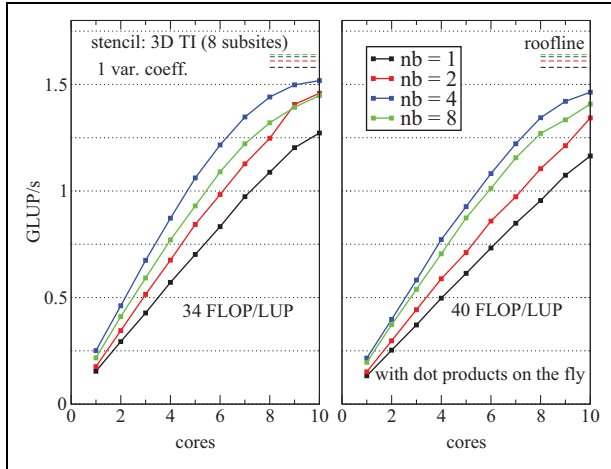 stencil: 3D TI (8 subsites)
1 var. coeff.
34 FLOP/LUP
GLUP/s
0
0.5
1
1.5
0 2 4 6 8 10
cores
nb = 1
nb = 2
nb = 4
nb = 8
roofline
40 FLOP/LUP
with dot products on the fly
0 2 4 6 8 10
cores